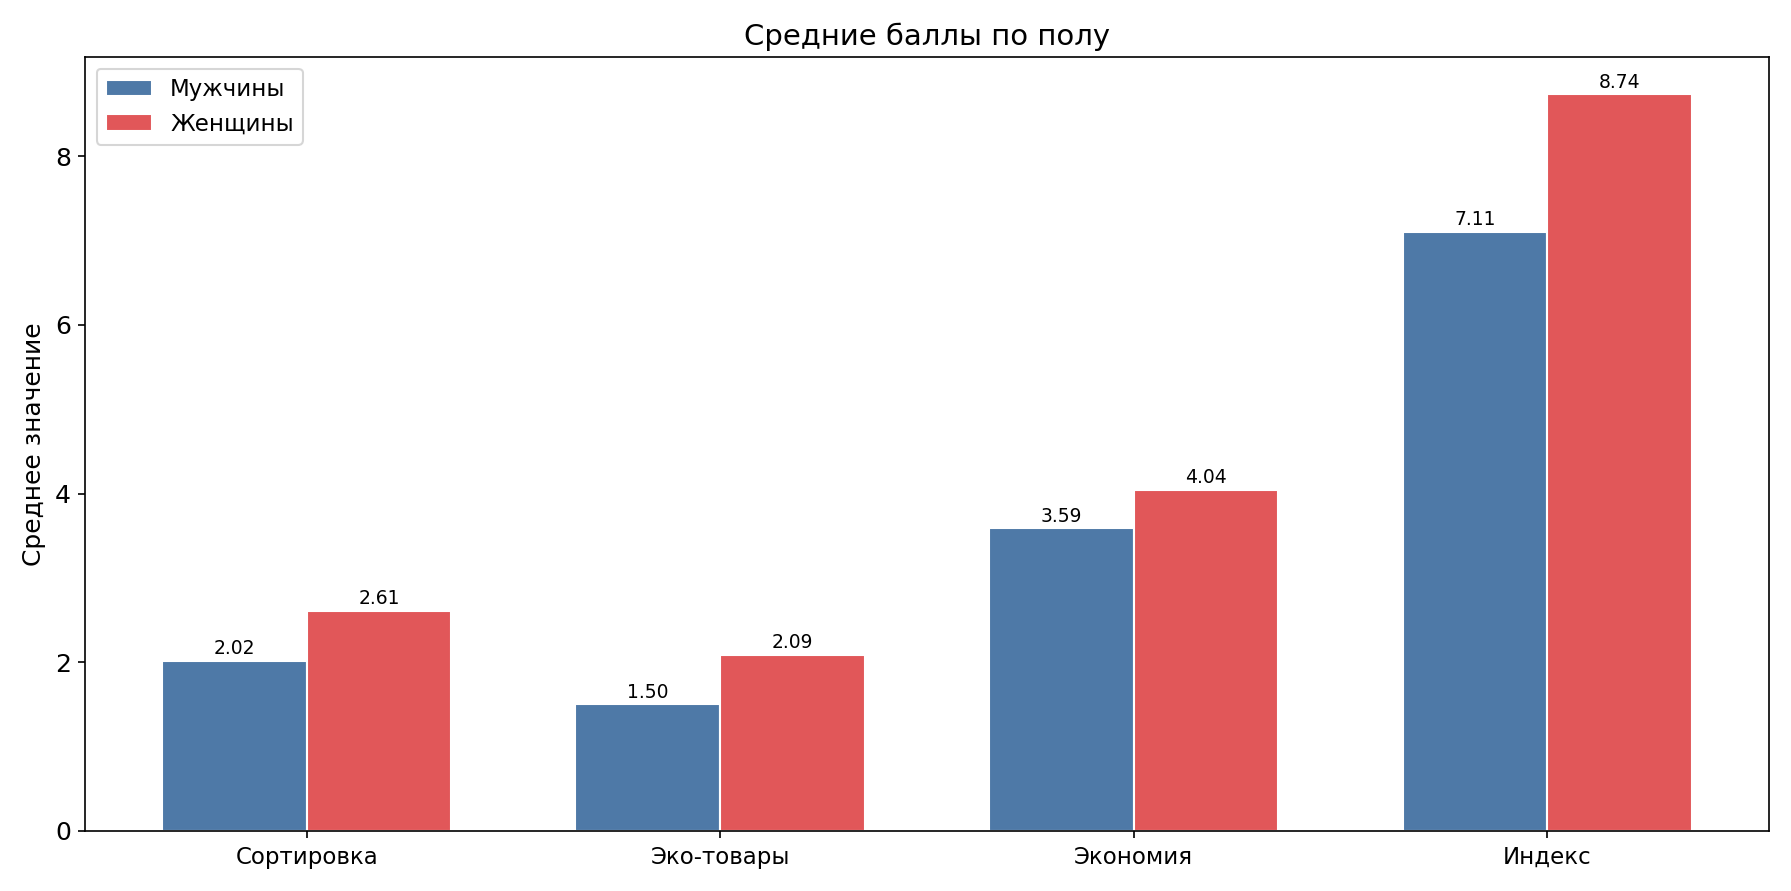 Средние баллы по полу
Мужчины
Женщины
Среднее значение
8
6
4
2
0
2.02
2.61
1.50
2.09
3.59
4.04
7.11
8.74
Сортировка
Эко-товары
Экономия
Индекс